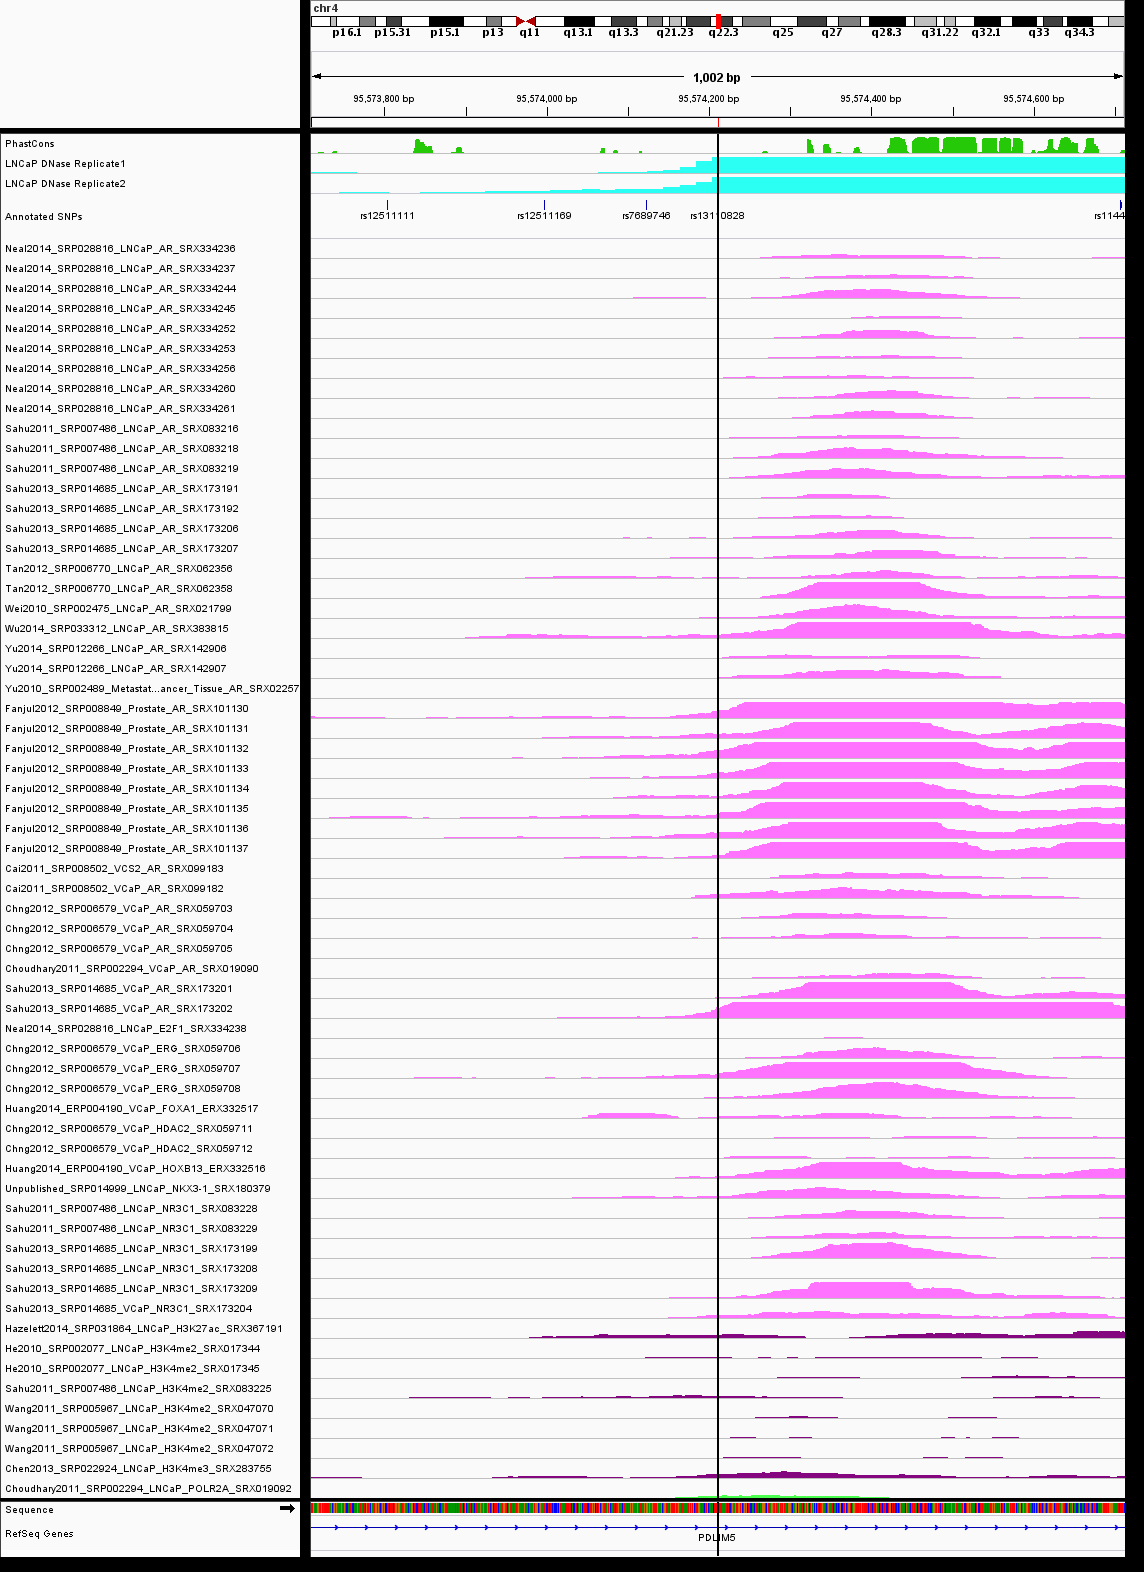 chr4
p16.1 p15.31 p15.1 p13 q11 q13.1 q13.3 q21.23 q22.3 q25 q27 q28.3 q31.22 q32.1 q33 q34.3
1,002 bp
95,573,800 bp 95,574,000 bp 95,574,200 bp 95,574,400 bp 95,574,600 bp
PhastCons
LNCaP DNase Replicate1
LNCaP DNase Replicate2
Annotated SNPs rs12511111 rs12511169 rs7689746 rs13110828 rs1144
Neal2014_SRP028816_LNCaP_AR_SRX334236
Neal2014_SRP028816_LNCaP_AR_SRX334237
Neal2014_SRP028816_LNCaP_AR_SRX334244
Neal2014_SRP028816_LNCaP_AR_SRX334245
Neal2014_SRP028816_LNCaP_AR_SRX334252
Neal2014_SRP028816_LNCaP_AR_SRX334253
Neal2014_SRP028816_LNCaP_AR_SRX334256
Neal2014_SRP028816_LNCaP_AR_SRX334260
Neal2014_SRP028816_LNCaP_AR_SRX334261
Sahu2011_SRP007486_LNCaP_AR_SRX083216
Sahu2011_SRP007486_LNCaP_AR_SRX083218
Sahu2011_SRP007486_LNCaP_AR_SRX083219
Sahu2013_SRP014685_LNCaP_AR_SRX173191
Sahu2013_SRP014685_LNCaP_AR_SRX173192
Sahu2013_SRP014685_LNCaP_AR_SRX173206
Sahu2013_SRP014685_LNCaP_AR_SRX173207
Tan2012_SRP006770_LNCaP_AR_SRX062356
Tan2012_SRP006770_LNCaP_AR_SRX062358
Wei2010_SRP002475_LNCaP_AR_SRX021799
Wu2014_SRP033312_LNCaP_AR_SRX383815
Yu2014_SRP012266_LNCaP_AR_SRX142906
Yu2014_SRP012266_LNCaP_AR_SRX142907
Yu2010_SRP002489_Metastat...ancer_Tissue_AR_SRX02257
Fanjul2012_SRP008849_Prostate_AR_SRX101130
Fanjul2012_SRP008849_Prostate_AR_SRX101131
Fanjul2012_SRP008849_Prostate_AR_SRX101132
Fanjul2012_SRP008849_Prostate_AR_SRX101133
Fanjul2012_SRP008849_Prostate_AR_SRX101134
Fanjul2012_SRP008849_Prostate_AR_SRX101135
Fanjul2012_SRP008849_Prostate_AR_SRX101136
Fanjul2012_SRP008849_Prostate_AR_SRX101137
Cai2011_SRP008502_VCS2_AR_SRX099183
Cai2011_SRP008502_VCaP_AR_SRX099182
Chng2012_SRP006579_VCaP_AR_SRX059703
Chng2012_SRP006579_VCaP_AR_SRX059704
Chng2012_SRP006579_VCaP_AR_SRX059705
Choudhary2011_SRP002294_VCaP_AR_SRX019090
Sahu2013_SRP014685_VCaP_AR_SRX173201
Sahu2013_SRP014685_VCaP_AR_SRX173202
Neal2014_SRP028816_LNCaP_E2F1_SRX334238
Chng2012_SRP006579_VCaP_ERG_SRX059706
Chng2012_SRP006579_VCaP_ERG_SRX059707
Chng2012_SRP006579_VCaP_ERG_SRX059708
Huang2014_ERP004190_VCaP_FOXA1_ERX332517
Chng2012_SRP006579_VCaP_HDAC2_SRX059711
Chng2012_SRP006579_VCaP_HDAC2_SRX059712
Huang2014_ERP004190_VCaP_HOXB13_ERX332516
Unpublished_SRP014999_LNCaP_NKX3-1_SRX180379
Sahu2011_SRP007486_LNCaP_NR3C1_SRX083228
Sahu2011_SRP007486_LNCaP_NR3C1_SRX083229
Sahu2013_SRP014685_LNCaP_NR3C1_SRX173199
Sahu2013_SRP014685_LNCaP_NR3C1_SRX173208
Sahu2013_SRP014685_LNCaP_NR3C1_SRX173209
Sahu2013_SRP014685_VCaP_NR3C1_SRX173204
Hazelett2014_SRP031864_LNCaP_H3K27ac_SRX367191
He2010_SRP002077_LNCaP_H3K4me2_SRX017344
He2010_SRP002077_LNCaP_H3K4me2_SRX017345
Sahu2011_SRP007486_LNCaP_H3K4me2_SRX083225
Wang2011_SRP005967_LNCaP_H3K4me2_SRX047070
Wang2011_SRP005967_LNCaP_H3K4me2_SRX047071
Wang2011_SRP005967_LNCaP_H3K4me2_SRX047072
Chen2013_SRP022924_LNCaP_H3K4me3_SRX283755
Choudhary2011_SRP002294_LNCaP_POLR2A_SRX019092
Sequence
RefSeq Genes
PDLIM5